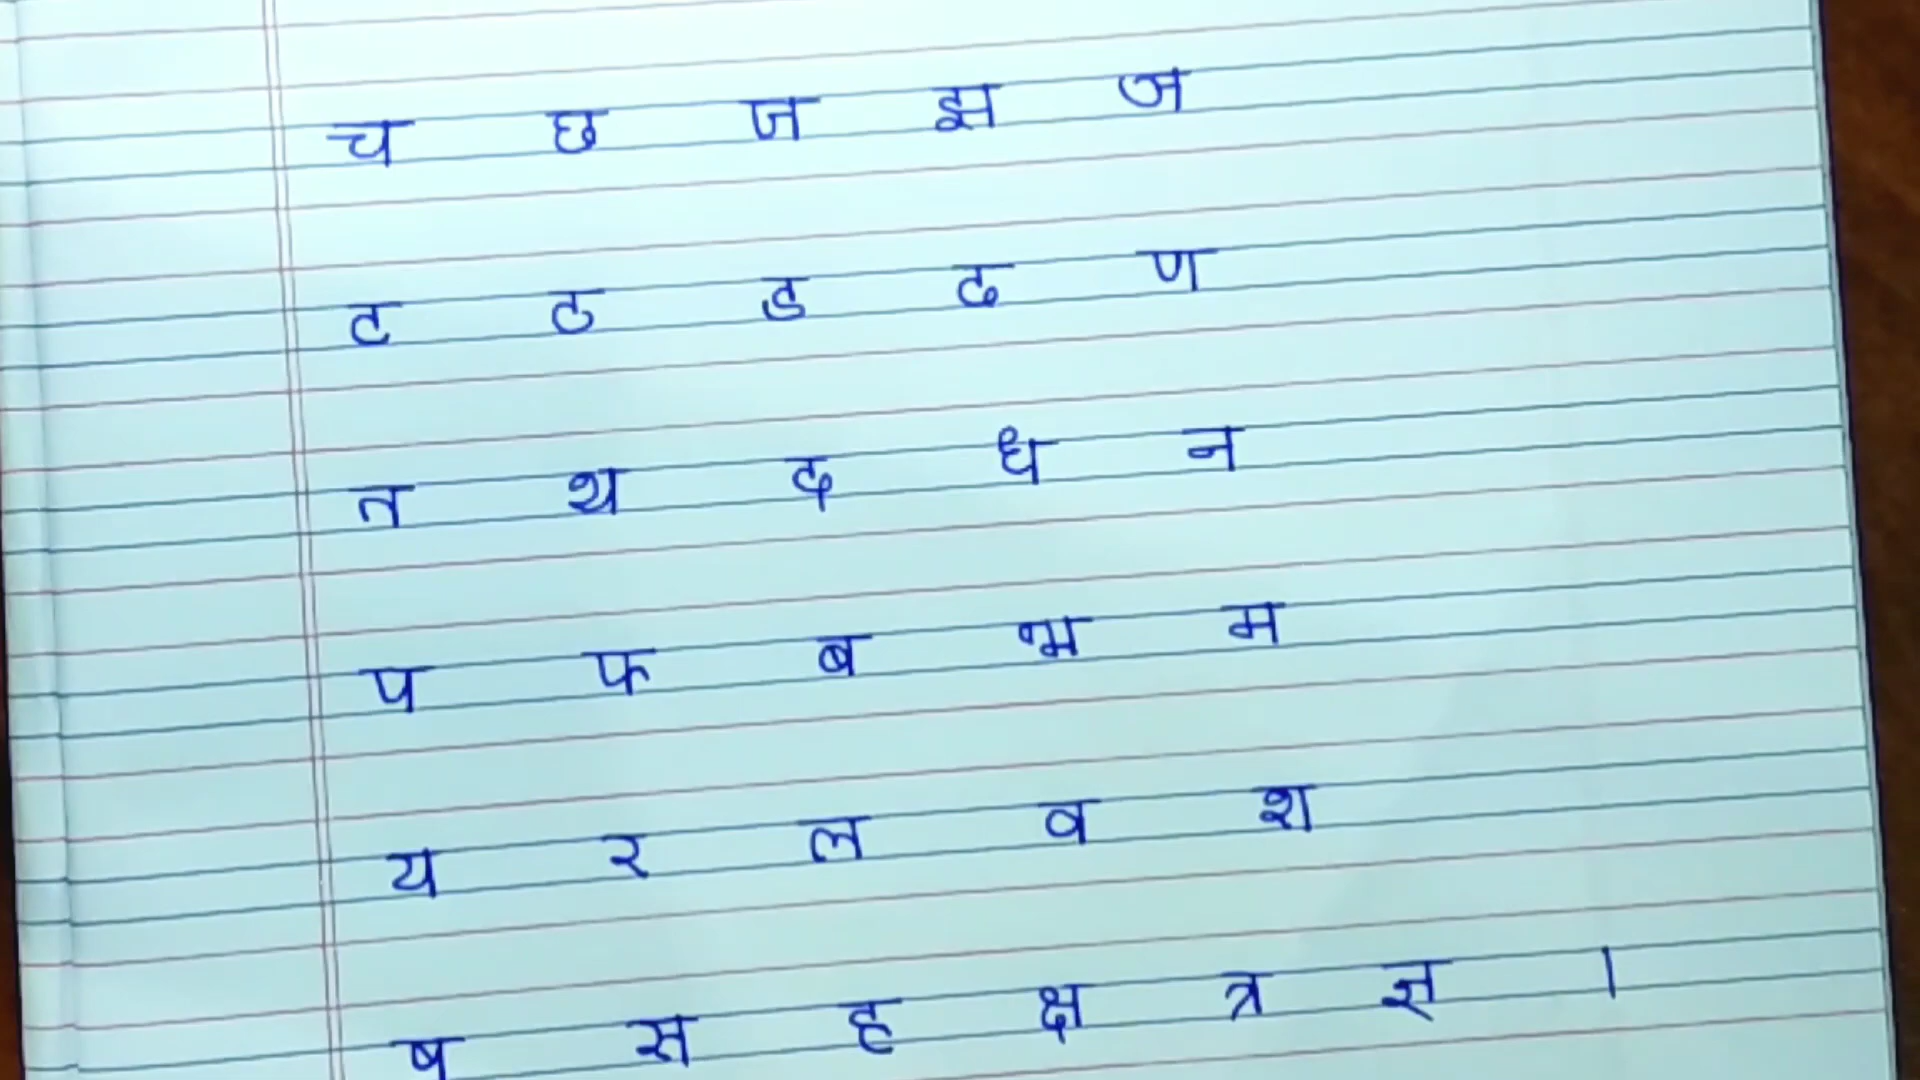 च छ ज झ ञ
ट ठ ड ढ ण
त थ द ध न
प फ ब भ म
य र ल व श
ष स ह क्ष त्र ज्ञ ।